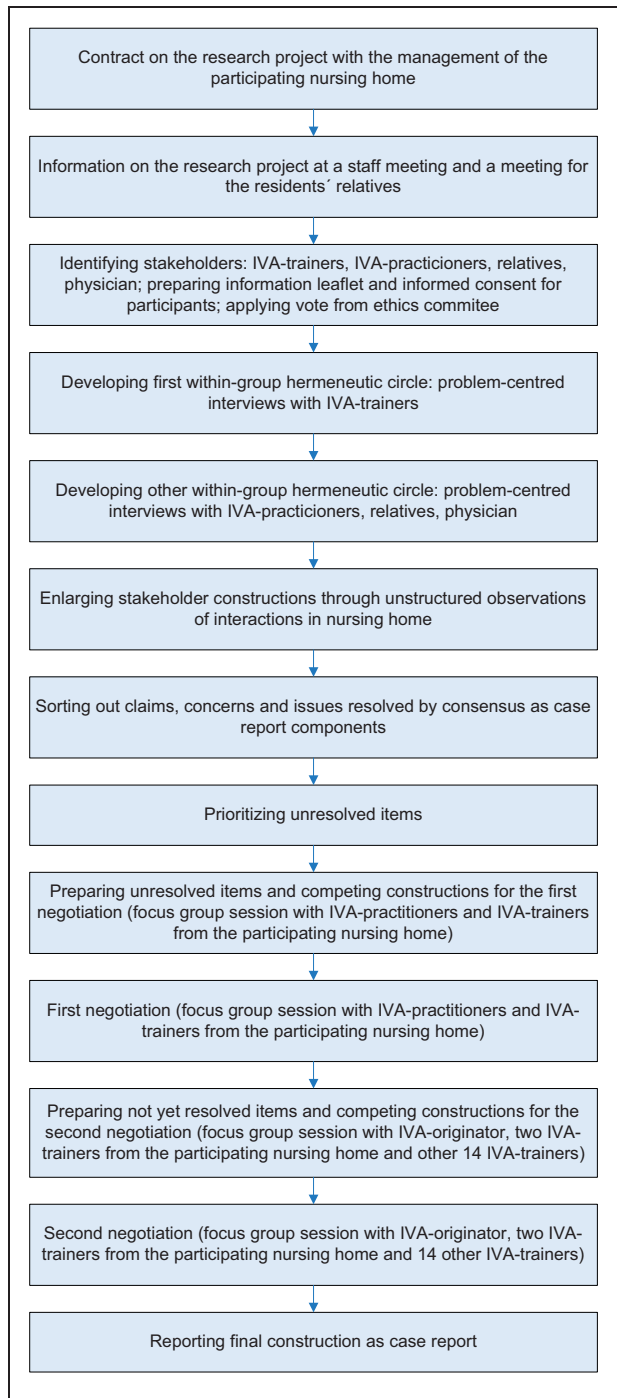 Contract on the research project with the management of the
participating nursing home
Information on the research project at a staff meeting and a meeting for
the residents´ relatives
Identifying stakeholders: IVA-trainers, IVA-practicioners, relatives,
physician; preparing information leaflet and informed consent for
participants; applying vote from ethics commitee
Developing first within-group hermeneutic circle: problem-centred
interviews with IVA-trainers
Developing other within-group hermeneutic circle: problem-centred
interviews with IVA-practicioners, relatives, physician
Enlarging stakeholder constructions through unstructured observations
of interactions in nursing home
Sorting out claims, concerns and issues resolved by consensus as case
report components
Prioritizing unresolved items
Preparing unresolved items and competing constructions for the first
negotiation (focus group session with IVA-practitioners and IVA-trainers
from the participating nursing home)
First negotiation (focus group session with IVA-practitioners and IVA-
trainers from the participating nursing home)
Preparing not yet resolved items and competing constructions for the
second negotiation (focus group session with IVA-originator, two IVA-
trainers from the participating nursing home and other 14 IVA-trainers)
Second negotiation (focus group session with IVA-originator, two IVA-
trainers from the participating nursing home and 14 other IVA-trainers)
Reporting final construction as case report